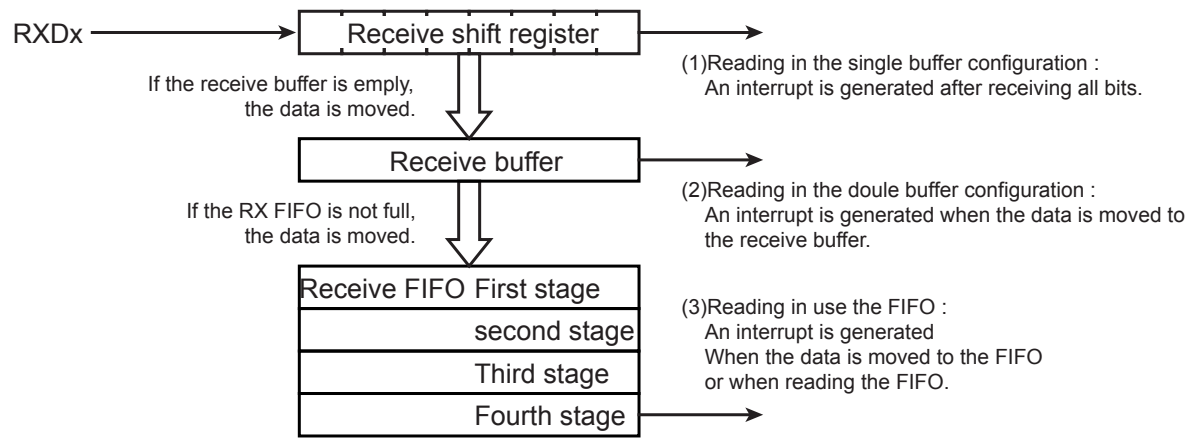 RXDx
Receive shift register
(1)Reading in the single buffer configuration :
An interrupt is generated after receiving all bits.
If the receive buffer is emply,
the data is moved.
Receive buffer
(2)Reading in the doule buffer configuration :
An interrupt is generated when the data is moved to
the receive buffer.
If the RX FIFO is not full,
the data is moved.
Receive FIFO First stage
second stage
Third stage
Fourth stage
(3)Reading in use the FIFO :
An interrupt is generated
When the data is moved to the FIFO
or when reading the FIFO.